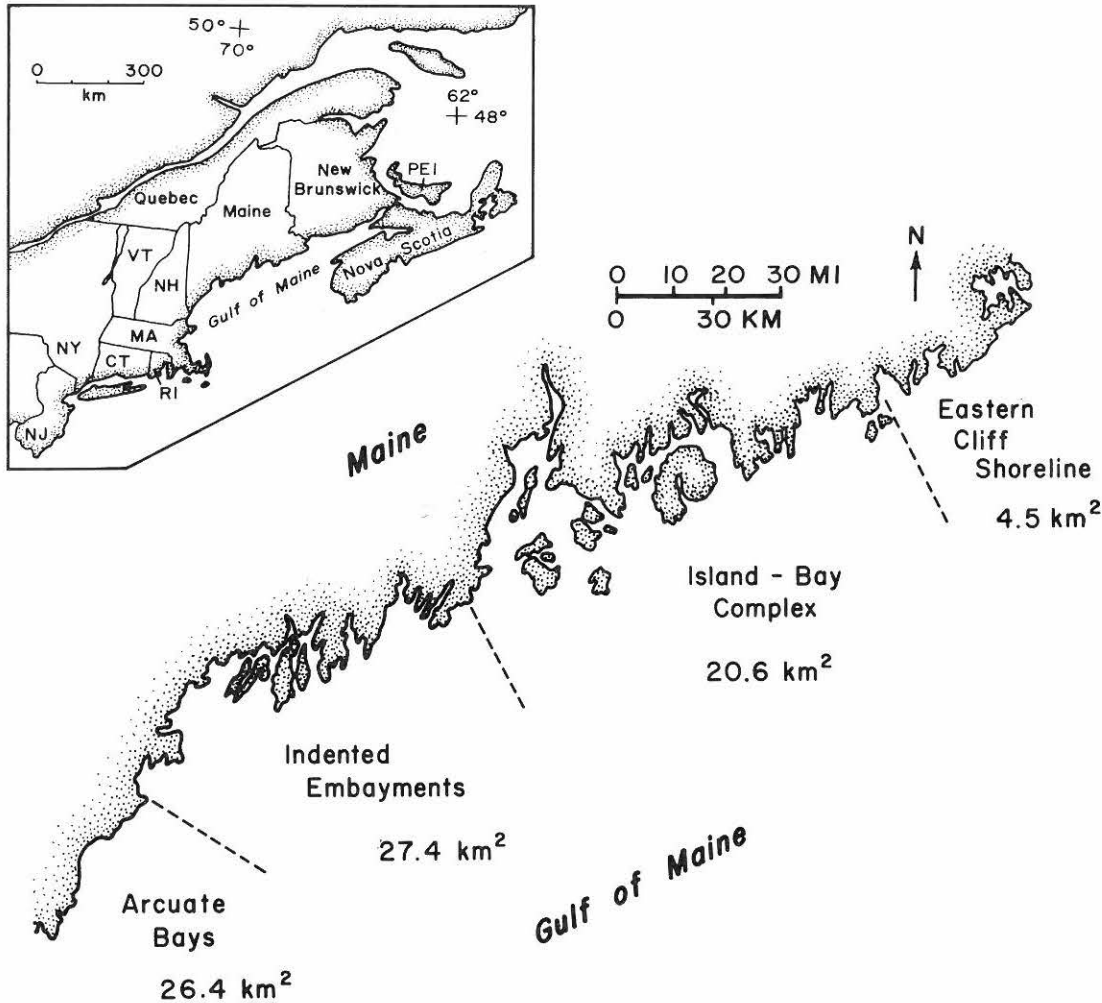 50°
70°
0 300
km
62°
48°
Quebec
Maine
New
Brunswick
PEI
VT
NH
Nova Scotia
Gulf of Maine
MA
NY
CT
RI
NJ
N
0 10 20 30 MI
0 30 KM
Maine
Eastern
Cliff
Shoreline
4.5 km²
Island - Bay
Complex
20.6 km²
Indented
Embayments
27.4 km²
Gulf of Maine
Arcuate
Bays
26.4 km²